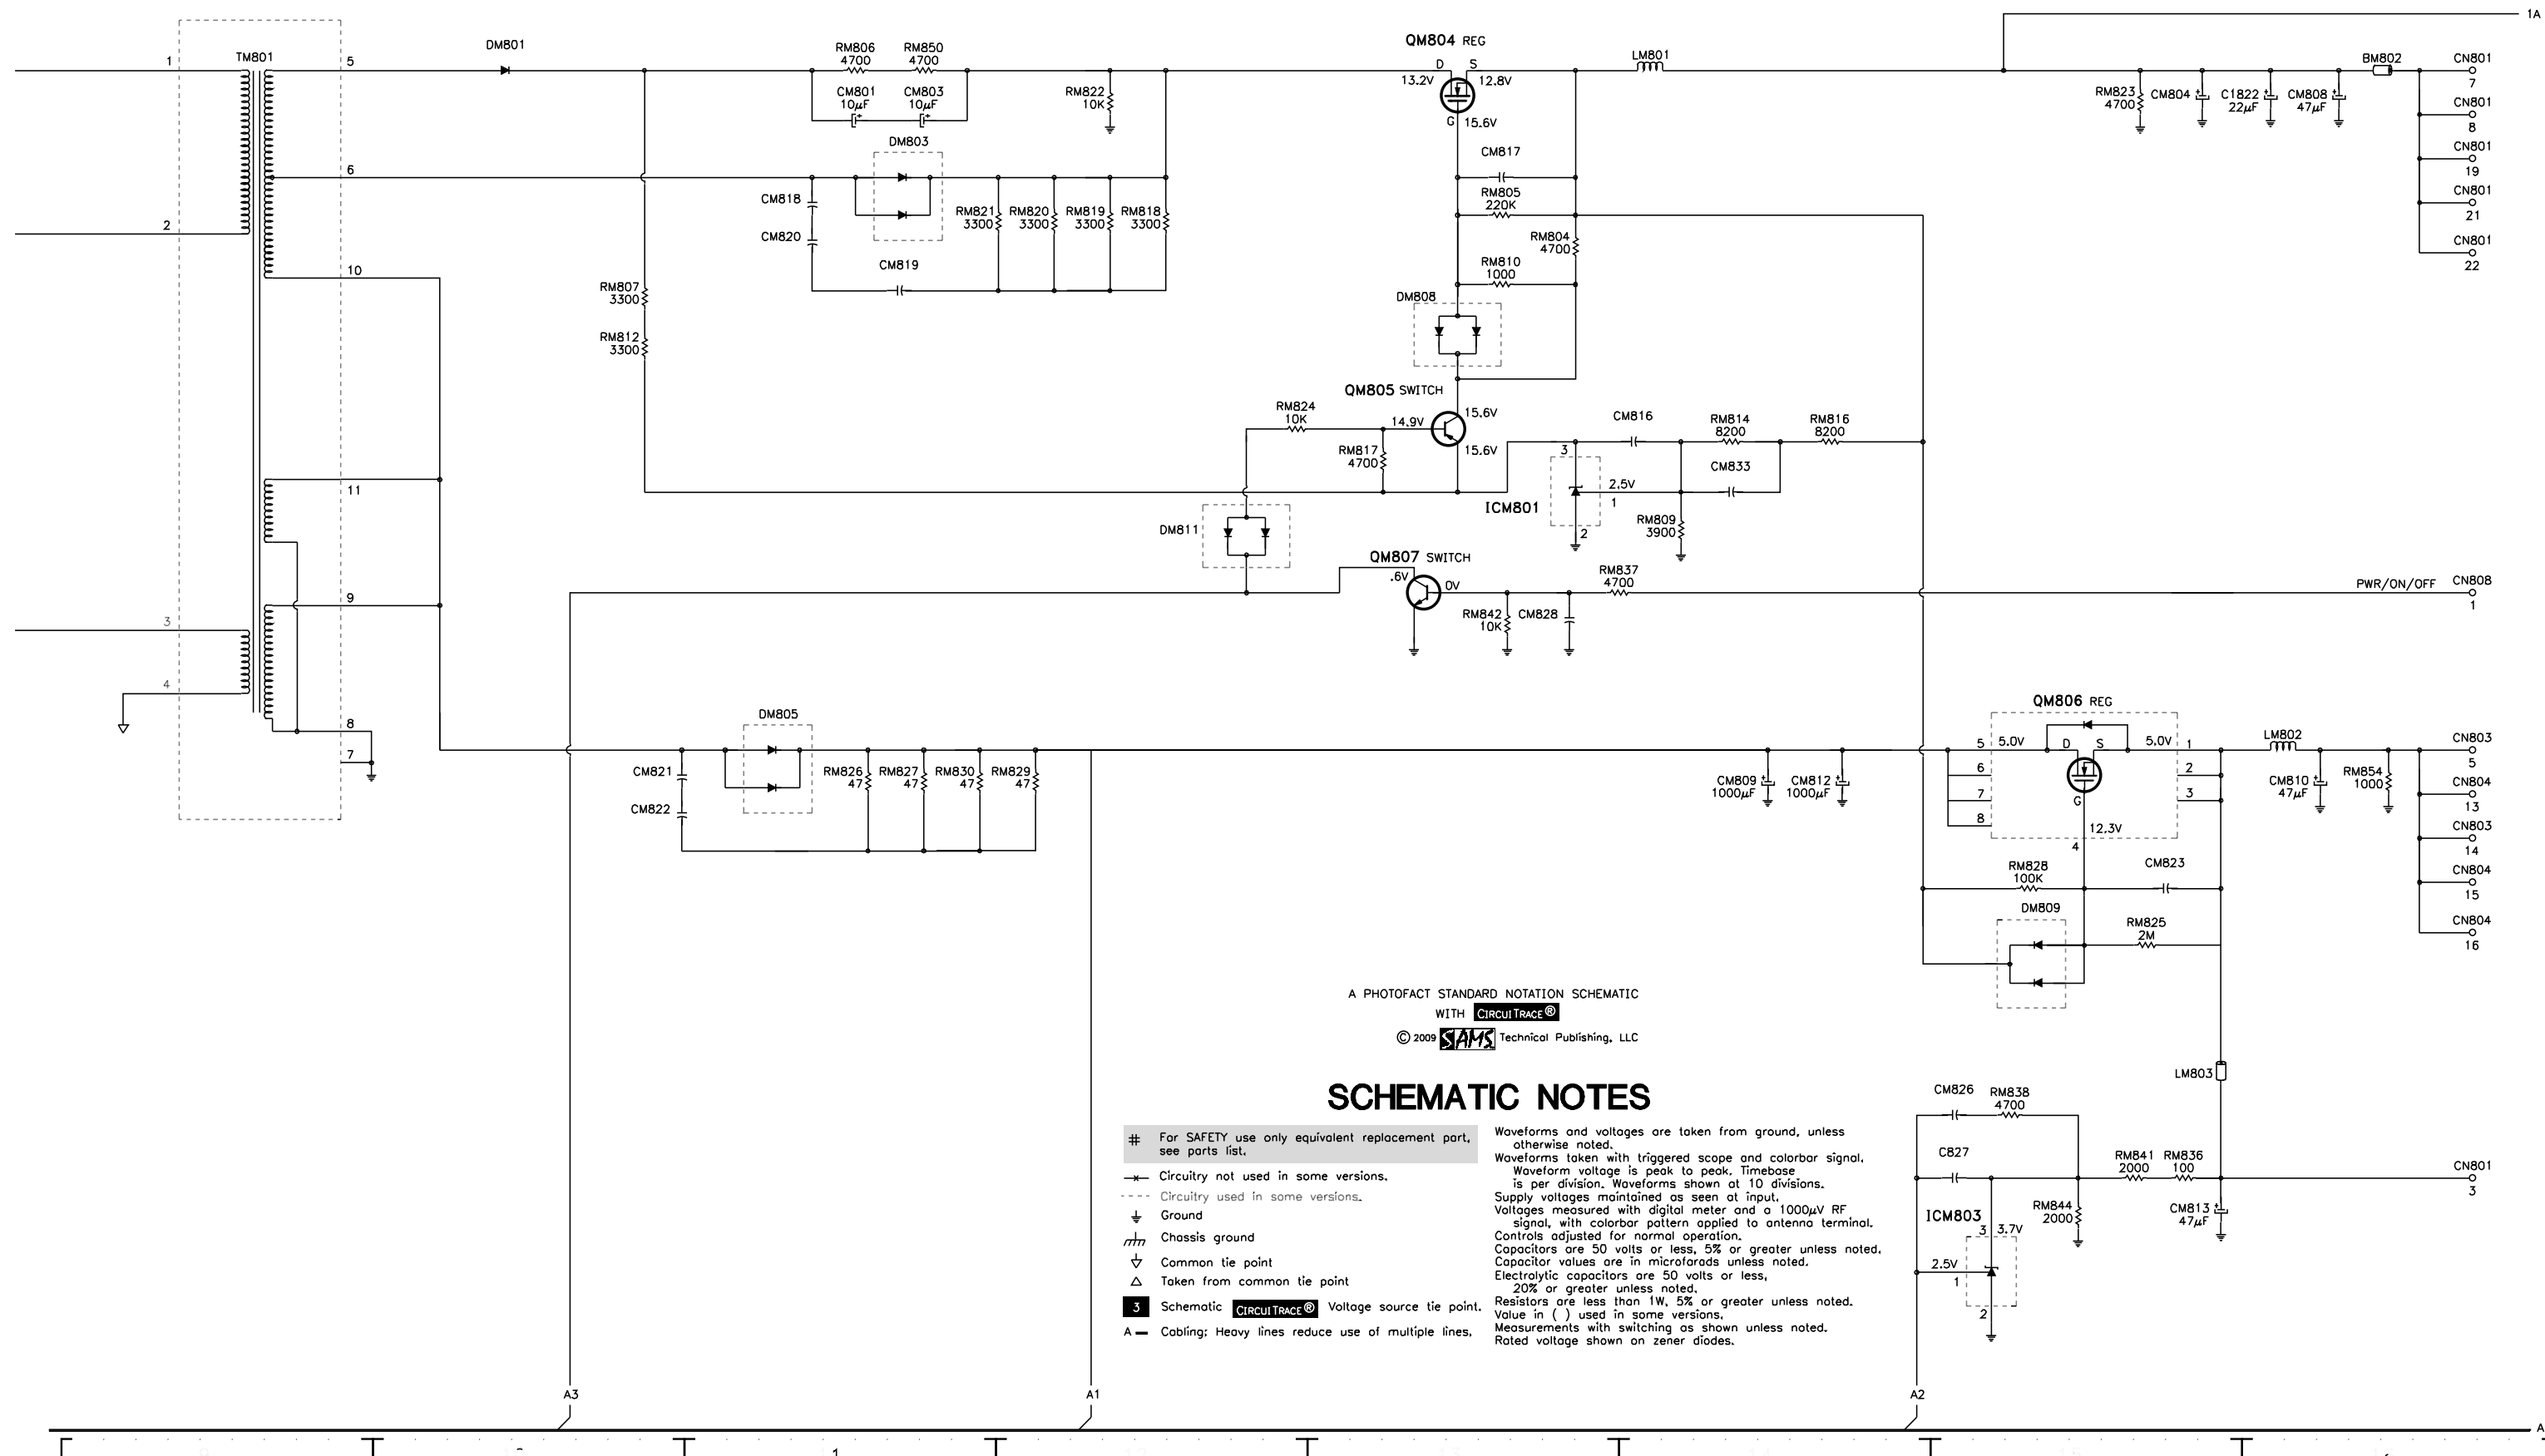 1A
TM801
1
2
3
4
5
6
10
11
9
8
7
DM801
RM806
4700
RM850
4700
CM801
10µF
CM803
10µF
RM822
10K
DM803
CM818
CM820
CM819
RM821
3300
RM820
3300
RM819
3300
RM818
3300
RM807
3300
RM812
3300
QM804 REG
D
S
13.2V
12.8V
G
15.6V
LM801
CM817
RM805
220K
RM804
4700
RM810
1000
DM808
QM805 SWITCH
RM824
10K
14.9V
15.6V
15.6V
RM817
4700
CM816
RM814
8200
RM816
8200
CM833
3
2.5V
1
ICM801
2
RM809
3900
DM811
QM807 SWITCH
.6V
0V
RM837
4700
RM842
10K
CM828
PWR/ON/OFF
CN808
1
RM823
4700
CM804
C1822
22µF
CM808
47µF
BM802
CN801
7
CN801
8
CN801
19
CN801
21
CN801
22
DM805
CM821
CM822
RM826
47
RM827
47
RM830
47
RM829
47
CM809
1000µF
CM812
1000µF
QM806 REG
5
5.0V
D
S
5.0V
1
6
2
7
3
8
G
12.3V
4
LM802
CM810
47µF
RM854
1000
CN803
5
CN804
13
CN803
14
CN804
15
CN804
16
RM828
100K
CM823
DM809
RM825
2M
LM803
CM826
RM838
4700
C827
RM841
2000
RM836
100
CN801
3
ICM803
3
3.7V
RM844
2000
CM813
47µF
2.5V
1
2
A PHOTOFACT STANDARD NOTATION SCHEMATIC
WITH CIRCUITRACE®
© 2009 SAMS Technical Publishing, LLC
SCHEMATIC NOTES
# For SAFETY use only equivalent replacement part,
see parts list.
Circuitry not used in some versions.
Circuitry used in some versions.
Ground
Chassis ground
Common tie point
Taken from common tie point
3 Schematic CIRCUITRACE® Voltage source tie point.
A Cabling: Heavy lines reduce use of multiple lines.
Waveforms and voltages are taken from ground, unless
otherwise noted.
Waveforms taken with triggered scope and colorbar signal.
Waveform voltage is peak to peak. Timebase
is per division. Waveforms shown at 10 divisions.
Supply voltages maintained as seen at input.
Voltages measured with digital meter and a 1000µV RF
signal, with colorbar pattern applied to antenna terminal.
Controls adjusted for normal operation.
Capacitors are 50 volts or less, 5% or greater unless noted.
Capacitor values are in microfarads unless noted.
Electrolytic capacitors are 50 volts or less,
20% or greater unless noted.
Resistors are less than 1W, 5% or greater unless noted.
Value in ( ) used in some versions.
Measurements with switching as shown unless noted.
Rated voltage shown on zener diodes.
A3
A1
A2
A